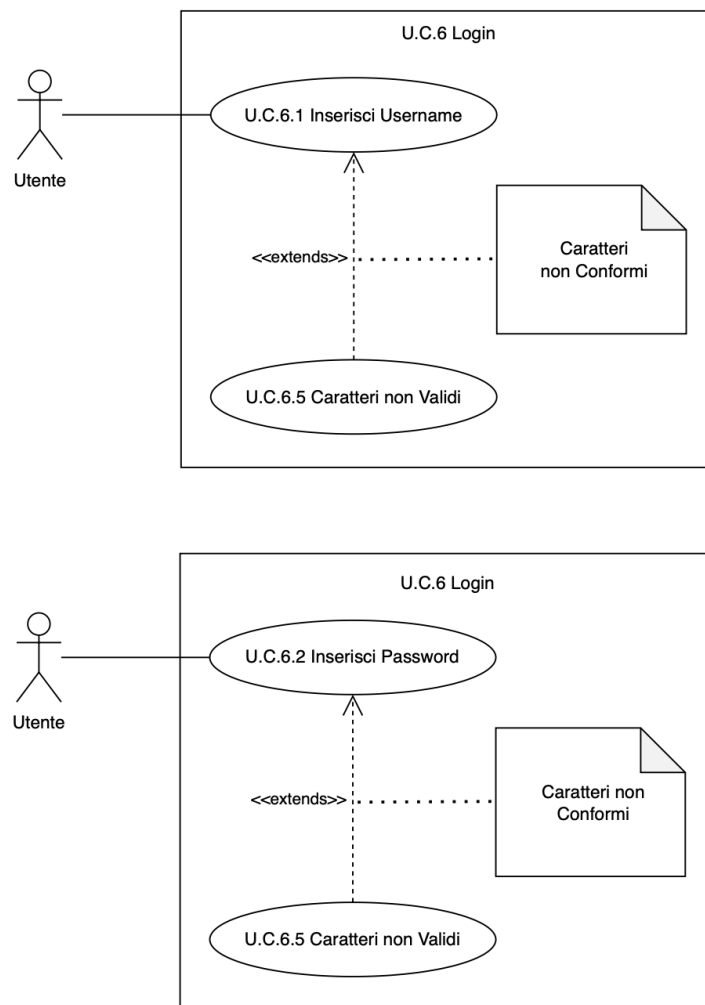 U.C.6 Login
U.C.6.1 Inserisci Username
Utente
Caratteri
non Conformi
<<extends>>
U.C.6.5 Caratteri non Validi
U.C.6 Login
U.C.6.2 Inserisci Password
Utente
Caratteri non
Conformi
<<extends>>
U.C.6.5 Caratteri non Validi